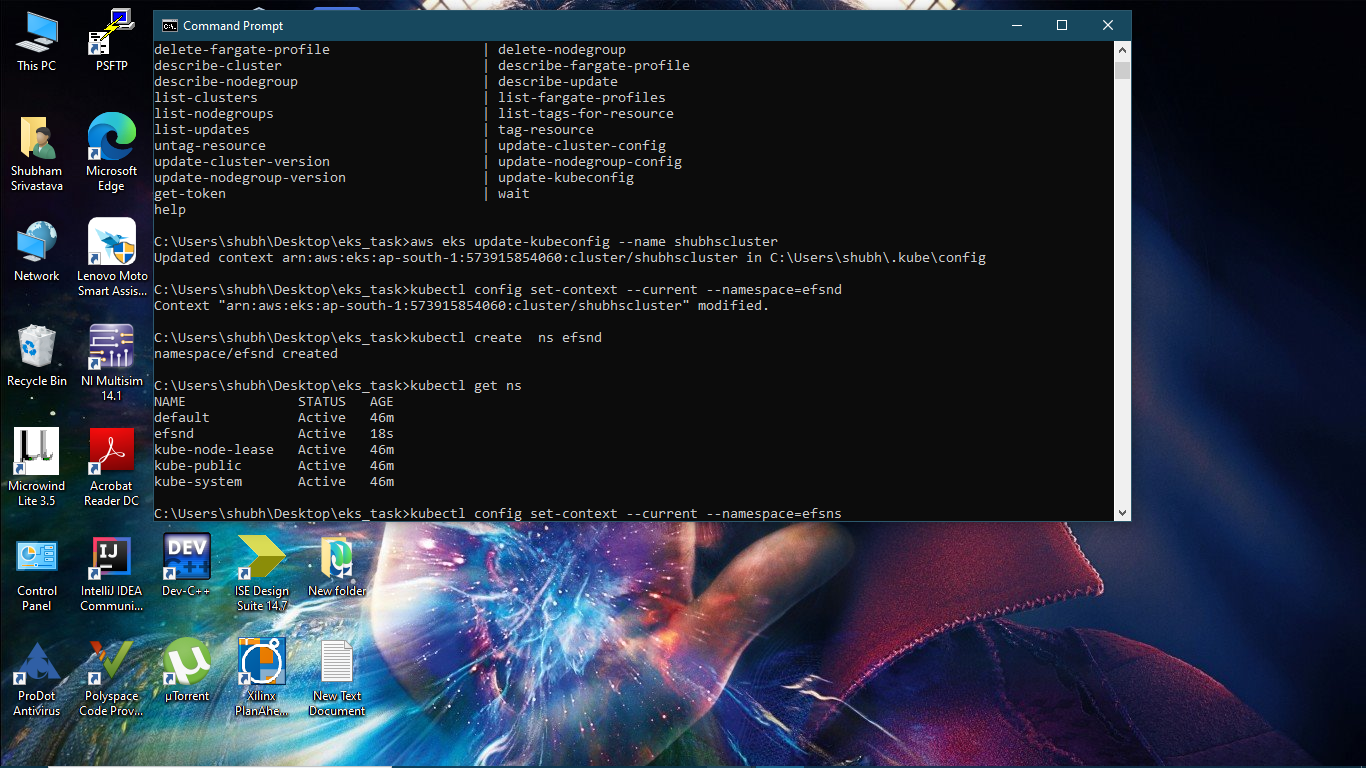 Command Prompt
delete-fargate-profile | delete-nodegroup
describe-cluster | describe-fargate-profile
describe-nodegroup | describe-update
list-clusters | list-fargate-profiles
list-nodegroups | list-tags-for-resource
list-updates | tag-resource
untag-resource | update-cluster-config
update-cluster-version | update-nodegroup-config
update-nodegroup-version | update-kubeconfig
get-token | wait
help
C:\Users\shubh\Desktop\eks_task>aws eks update-kubeconfig --name shubhscluster
Updated context arn:aws:eks:ap-south-1:573915854060:cluster/shubhscluster in C:\Users\shubh\.kube\config
C:\Users\shubh\Desktop\eks_task>kubectl config set-context --current --namespace=efsnd
Context "arn:aws:eks:ap-south-1:573915854060:cluster/shubhscluster" modified.
C:\Users\shubh\Desktop\eks_task>kubectl create  ns efsnd
namespace/efsnd created
C:\Users\shubh\Desktop\eks_task>kubectl get ns
NAME STATUS AGE
default Active 46m
efsnd Active 18s
kube-node-lease Active 46m
kube-public Active 46m
kube-system Active 46m
C:\Users\shubh\Desktop\eks_task>kubectl config set-context --current --namespace=efsns
This PC
PSFTP
Shubham
Srivastava
Microsoft
Edge
Network
Lenovo Moto
Smart Assis...
Recycle Bin
NI Multisim
14.1
Microwind
Lite 3.5
Acrobat
Reader DC
Control
Panel
IJ
IntelliJ IDEA
Communi...
DEV
C++
Dev-C++
ISE Design
Suite 14.7
New folder
ProDot
Antivirus
Polyspace
Code Prov...
µTorrent
Xilinx
PlanAhe...
New Text
Document